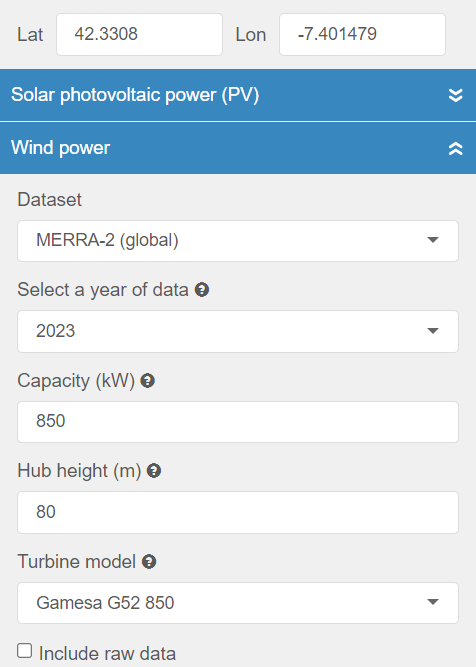 Lat 42.3308 Lon -7.401479
Solar photovoltaic power (PV)
Wind power
Dataset
MERRA-2 (global)
Select a year of data
2023
Capacity (kW)
850
Hub height (m)
80
Turbine model
Gamesa G52 850
Include raw data